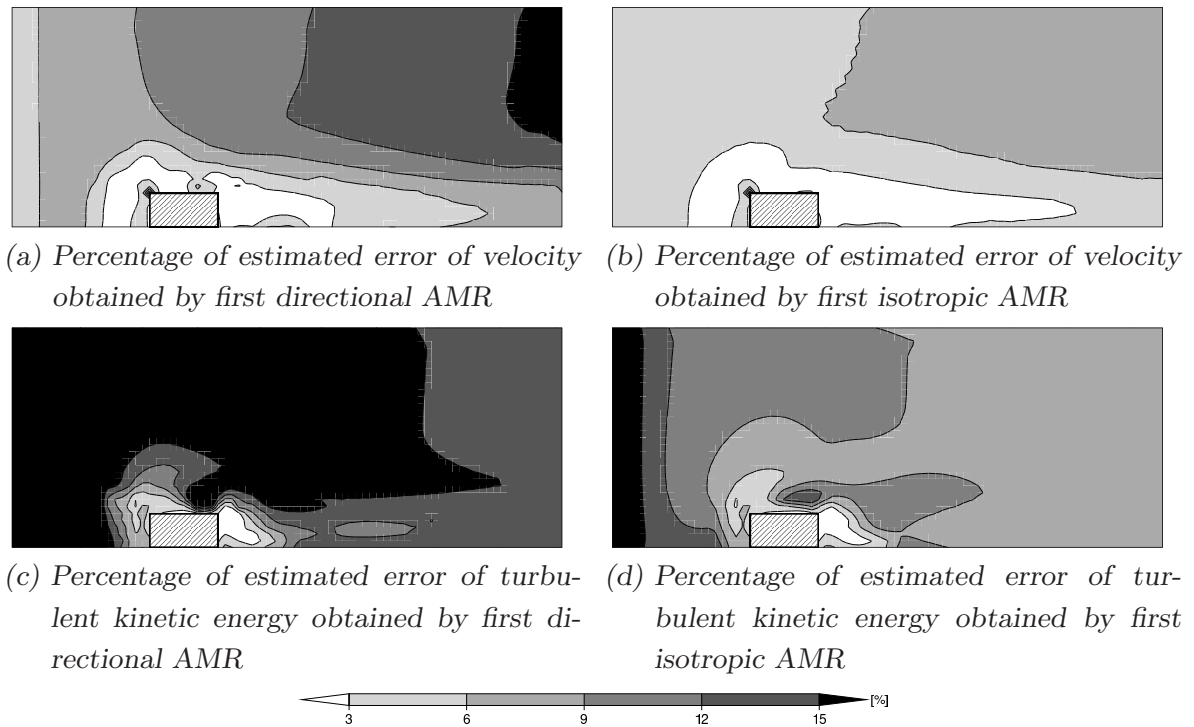 (a) Percentage of estimated error of velocity
obtained by first directional AMR
(b) Percentage of estimated error of velocity
obtained by first isotropic AMR
(c) Percentage of estimated error of turbu-
lent kinetic energy obtained by first di-
rectional AMR
(d) Percentage of estimated error of tur-
bulent kinetic energy obtained by first
isotropic AMR
[%]
3 6 9 12 15